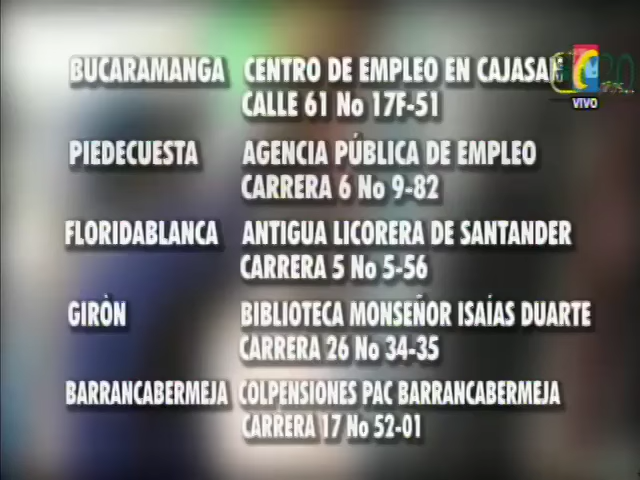 BUCARAMANGA CENTRO DE EMPLEO EN CAJASAN
CALLE 61 No 17F-51
VIVO
PIEDECUESTA AGENCIA PÚBLICA DE EMPLEO
CARRERA 6 No 9-82
FLORIDABLANCA ANTIGUA LICORERA DE SANTANDER
CARRERA 5 No 5-56
GIRÒN BIBLIOTECA MONSEÑOR ISAÍAS DUARTE
CARRERA 26 No 34-35
BARRANCABERMEJA COLPENSIONES PAC BARRANCABERMEJA
CARRERA 17 No 52-01